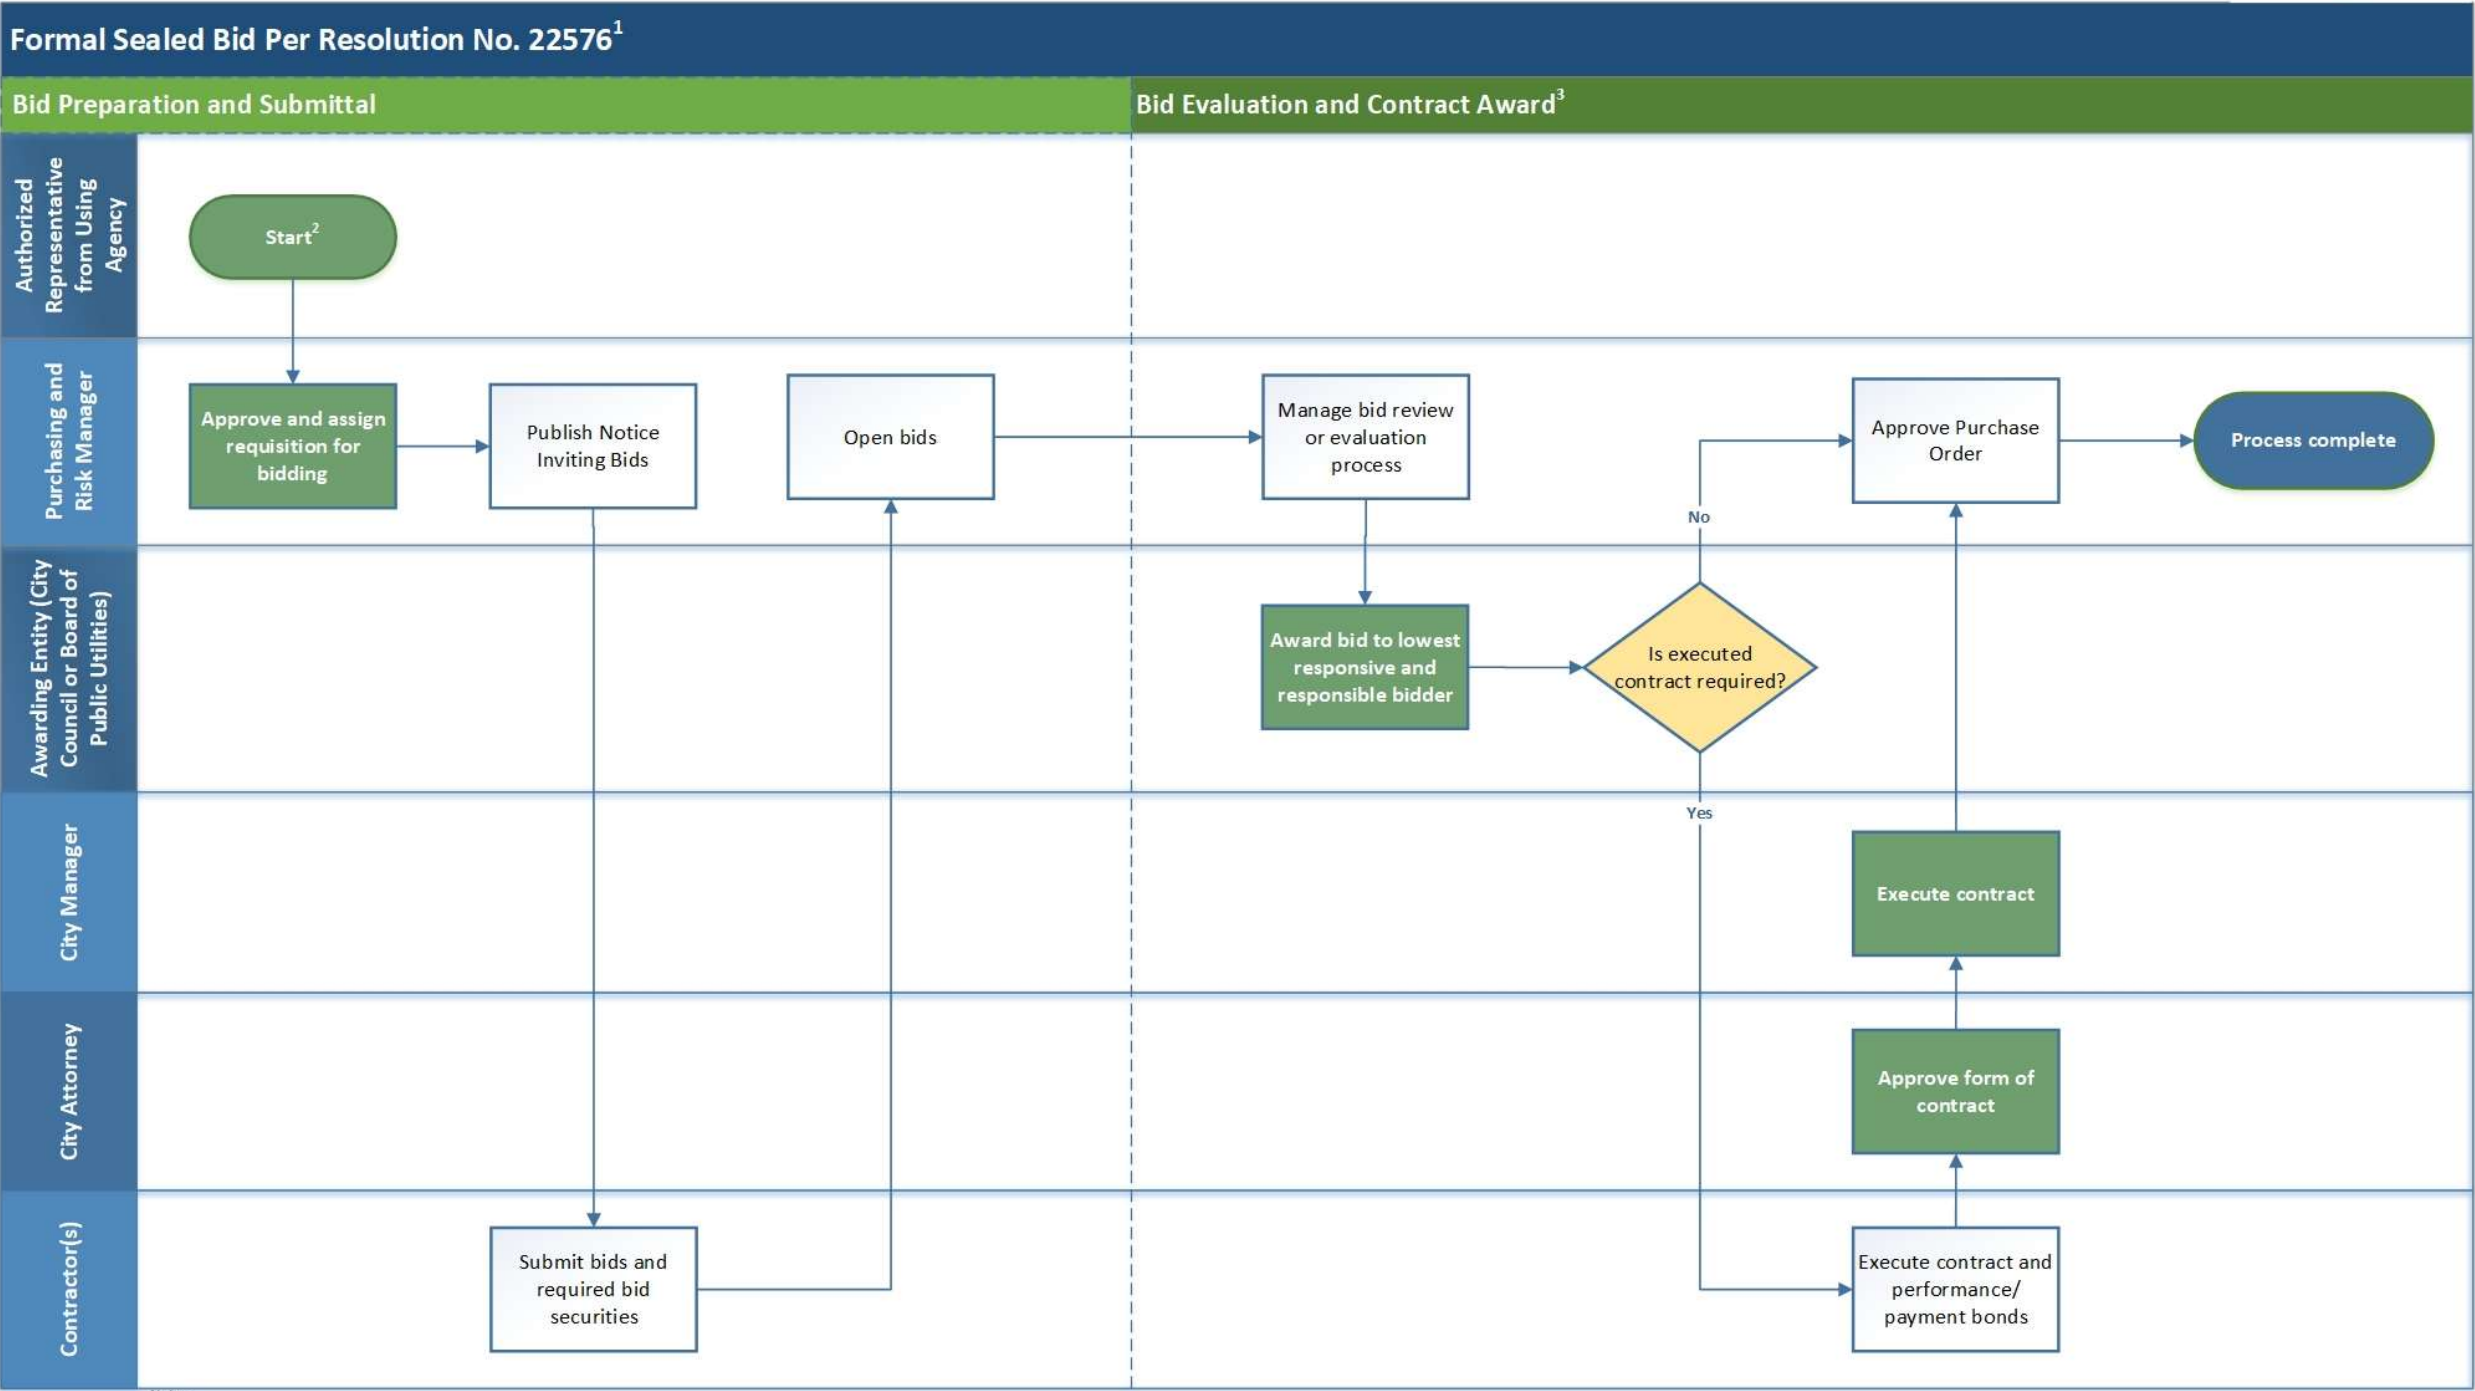 Formal Sealed Bid Per Resolution No. 22576¹
Bid Preparation and Submittal
Bid Evaluation and Contract Award³
Authorized
Representative
from Using
Agency
Start²
Purchasing and
Risk Manager
Approve and assign
requisition for
bidding
Publish Notice
Inviting Bids
Open bids
Manage bid review
or evaluation
process
No
Approve Purchase
Order
Process complete
Awarding Entity (City
Council or Board of
Public Utilities)
Award bid to lowest
responsive and
responsible bidder
Is executed
contract required?
City Manager
Yes
Execute contract
City Attorney
Approve form of
contract
Contractor(s)
Submit bids and
required bid
securities
Execute contract and
performance/
payment bonds